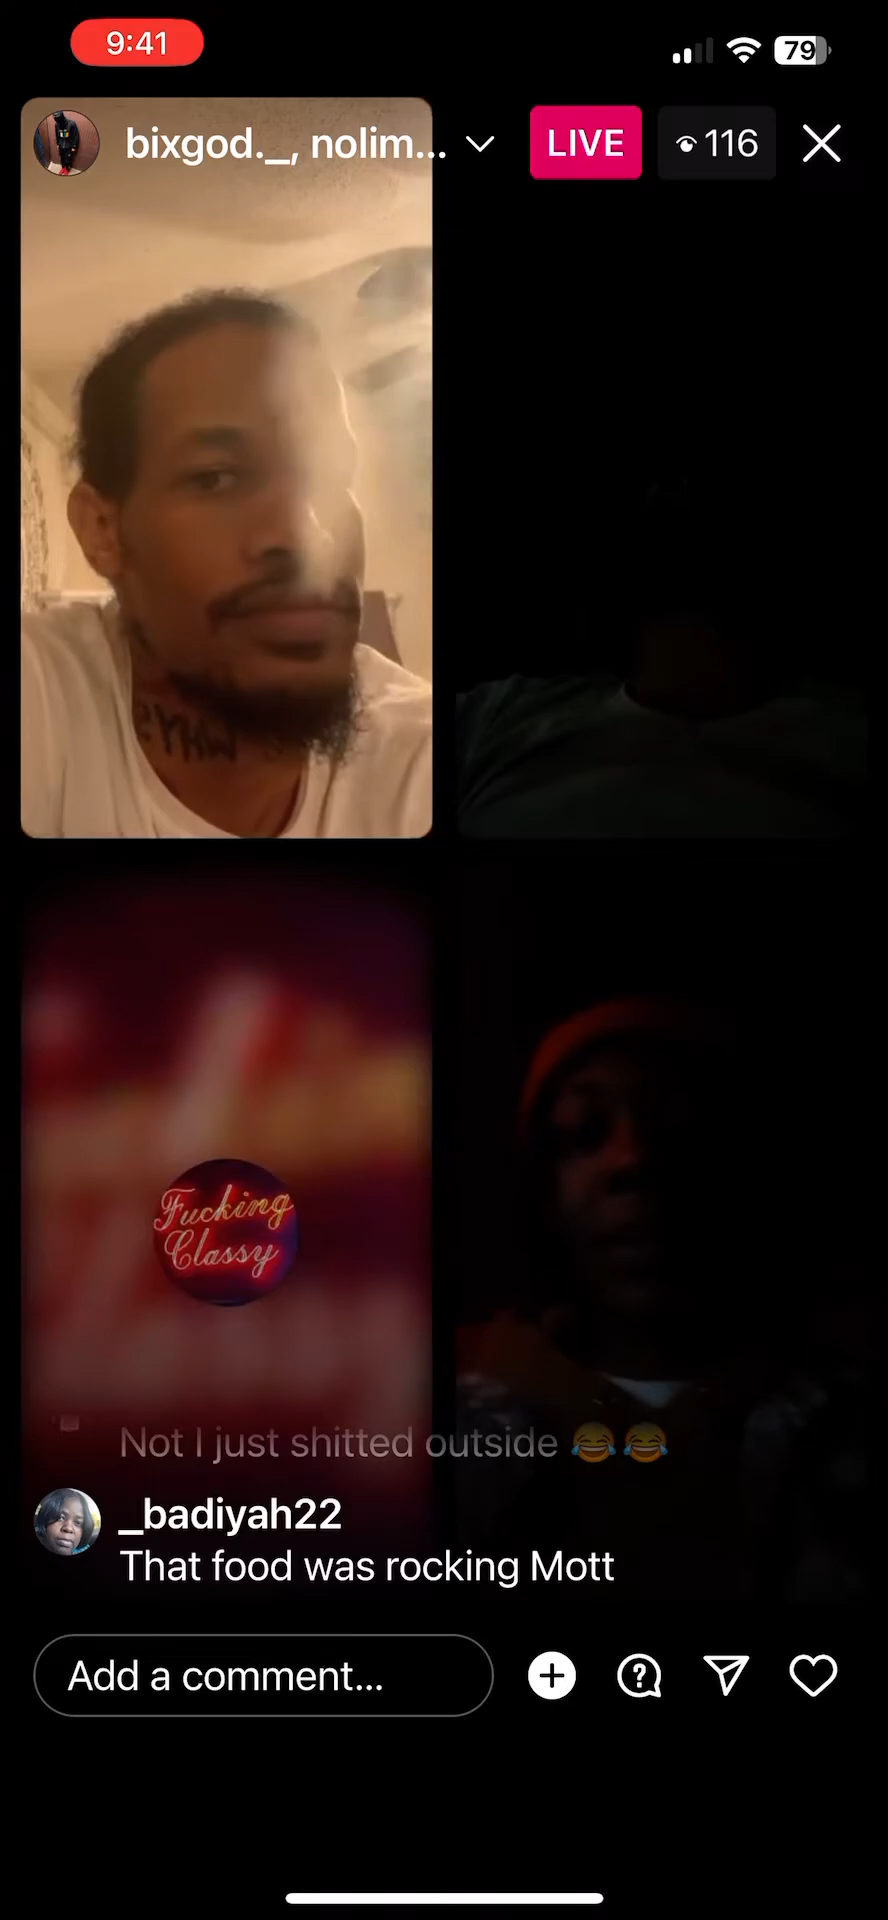 9:41
79
bixgod._, nolim...
LIVE
116
Fucking
Classy
Not I just shitted outside 😂😂
_badiyah22
That food was rocking Mott
Add a comment...